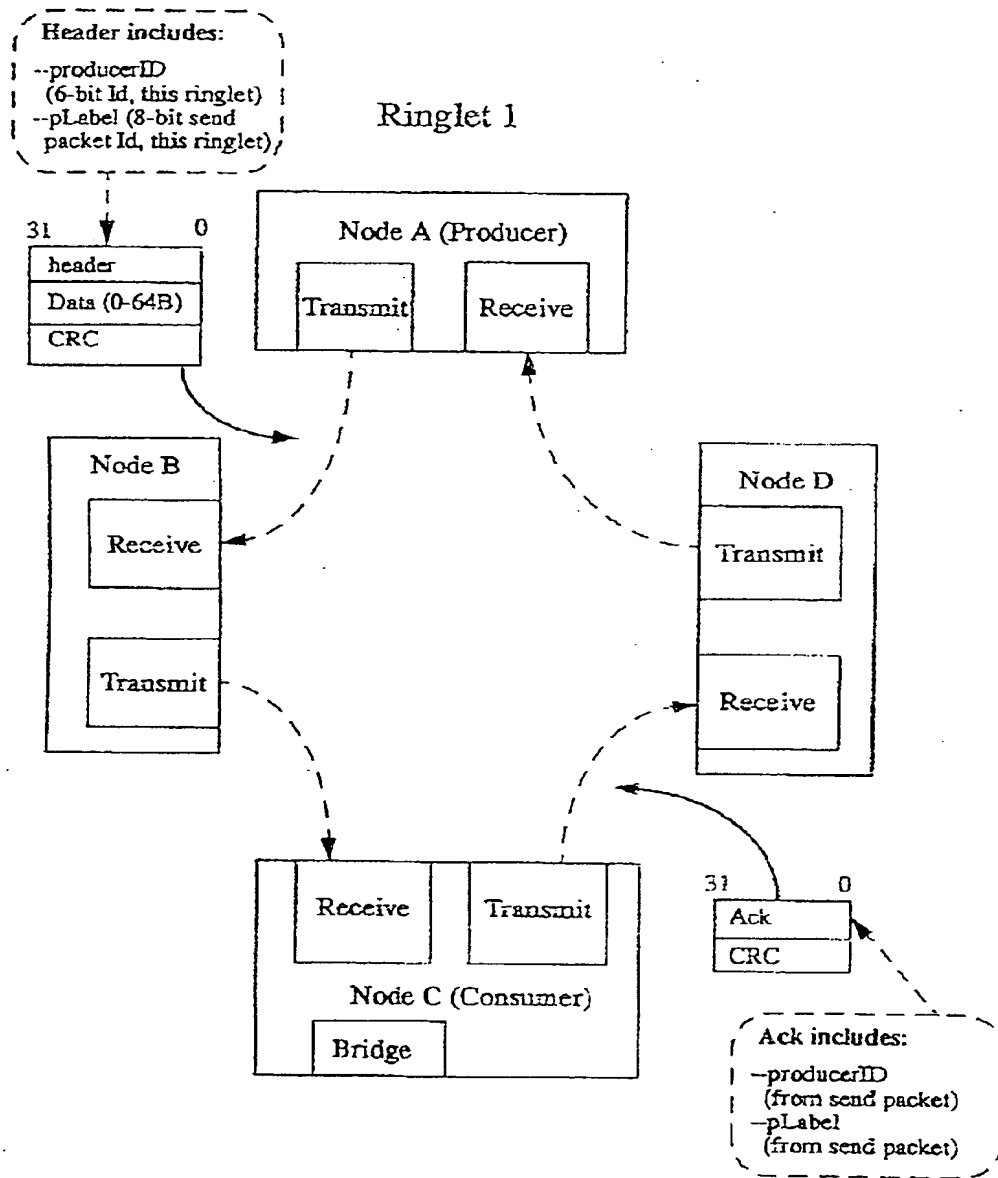 Header includes:
--producerID
(6-bit Id, this ringlet)
--pLabel (8-bit send
packet Id, this ringlet)
Ringlet 1
31 0
header
Data (0-64B)
CRC
Node A (Producer)
Transmit Receive
Node B
Receive
Transmit
Node D
Transmit
Receive
Receive Transmit
Node C (Consumer)
Bridge
31 0
Ack
CRC
Ack includes:
--producerID
(from send packet)
--pLabel
(from send packet)